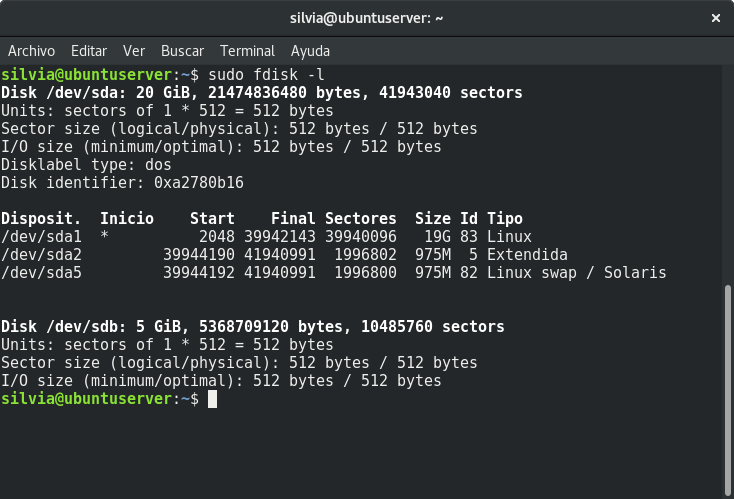 silvia@ubuntuserver: ~
Archivo Editar Ver Buscar Terminal Ayuda
silvia@ubuntuserver:~$ sudo fdisk -l
Disk /dev/sda: 20 GiB, 21474836480 bytes, 41943040 sectors
Units: sectors of 1 * 512 = 512 bytes
Sector size (logical/physical): 512 bytes / 512 bytes
I/O size (minimum/optimal): 512 bytes / 512 bytes
Disklabel type: dos
Disk identifier: 0xa2780b16
Disposit.  Inicio    Start    Final Sectores  Size Id Tipo
/dev/sda1  *          2048 39942143 39940096   19G 83 Linux
/dev/sda2         39944190 41940991  1996802  975M  5 Extendida
/dev/sda5         39944192 41940991  1996800  975M 82 Linux swap / Solaris
Disk /dev/sdb: 5 GiB, 5368709120 bytes, 10485760 sectors
Units: sectors of 1 * 512 = 512 bytes
Sector size (logical/physical): 512 bytes / 512 bytes
I/O size (minimum/optimal): 512 bytes / 512 bytes
silvia@ubuntuserver:~$